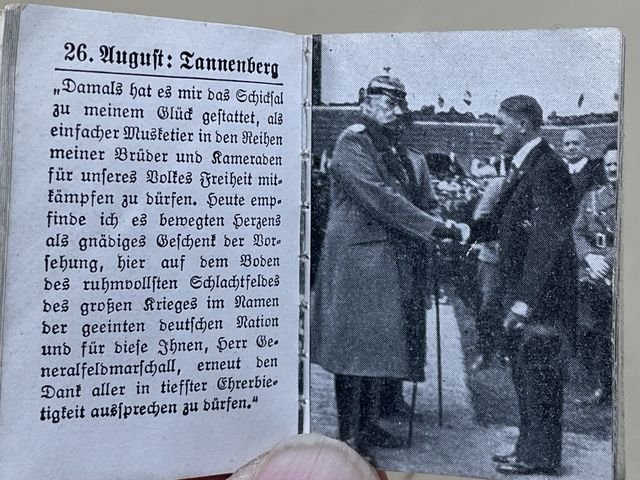 26. August: Tannenberg
„Damals hat es mir das Schicksal
zu meinem Glück gestattet, als
einfacher Musketier in den Reihen
meiner Brüder und Kameraden
für unseres Volkes Freiheit mit-
kämpfen zu dürfen. Heute emp-
finde ich es bewegten Herzens
als gnädiges Geschenk der Vor-
sehung, hier auf dem Boden
des ruhmvollsten Schlachtfeldes
des großen Krieges im Namen
der geeinten deutschen Nation
und für diese Ihnen, Herr Ge-
neralfeldmarschall, erneut den
Dank aller in tiefster Ehrerbie-
tigkeit aussprechen zu dürfen.“